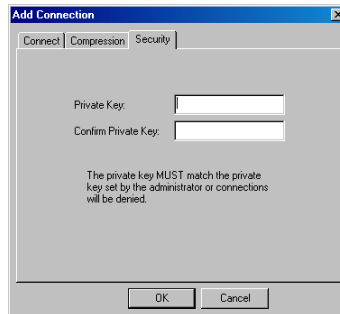 Add Connection
Connect Compression Security
Private Key:
Confirm Private Key:
The private key MUST match the private
key set by the administrator or connections
will be denied.
OK Cancel